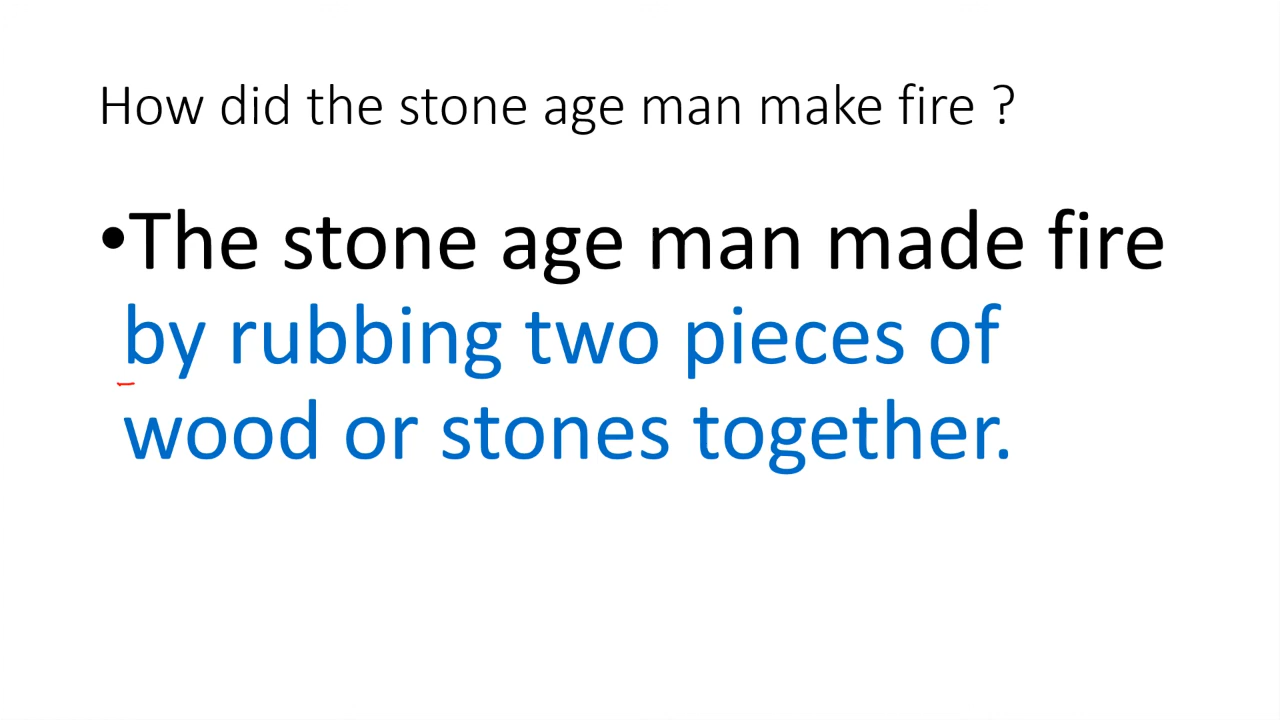 How did the stone age man make fire ?
•The stone age man made fire
by rubbing two pieces of
wood or stones together.